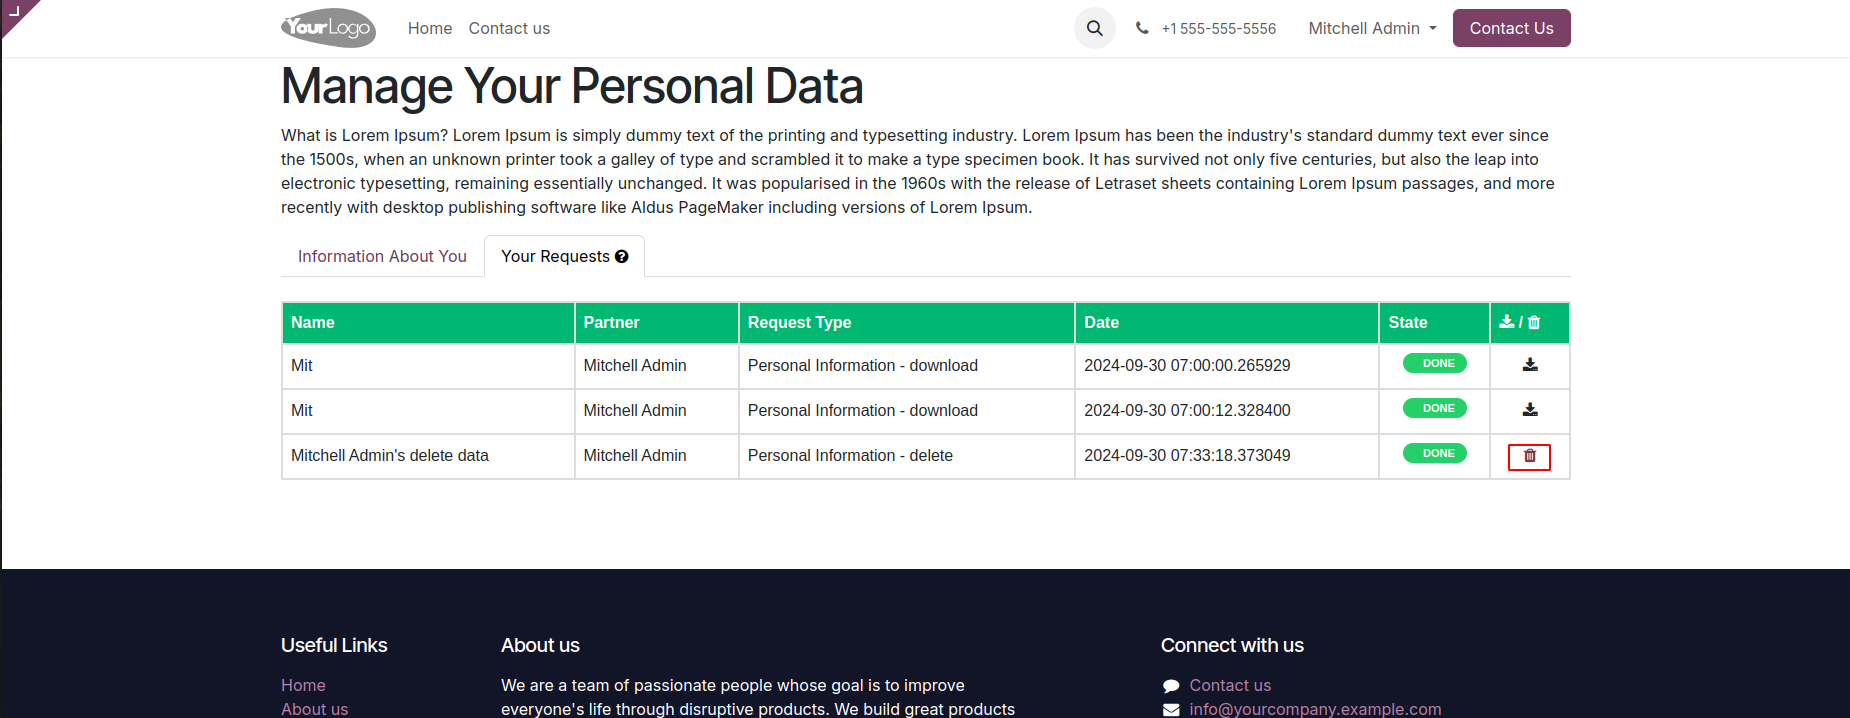 YourLogo Home Contact us +1 555-555-5556 Mitchell Admin Contact Us
Manage Your Personal Data
What is Lorem Ipsum? Lorem Ipsum is simply dummy text of the printing and typesetting industry. Lorem Ipsum has been the industry's standard dummy text ever since
the 1500s, when an unknown printer took a galley of type and scrambled it to make a type specimen book. It has survived not only five centuries, but also the leap into
electronic typesetting, remaining essentially unchanged. It was popularised in the 1960s with the release of Letraset sheets containing Lorem Ipsum passages, and more
recently with desktop publishing software like Aldus PageMaker including versions of Lorem Ipsum.
Information About You Your Requests ?
Name Partner Request Type Date State /
Mit Mitchell Admin Personal Information - download 2024-09-30 07:00:00.265929 DONE
Mit Mitchell Admin Personal Information - download 2024-09-30 07:00:12.328400 DONE
Mitchell Admin's delete data Mitchell Admin Personal Information - delete 2024-09-30 07:33:18.373049 DONE
Useful Links About us Connect with us
Home We are a team of passionate people whose goal is to improve Contact us
About us everyone's life through disruptive products. We build great products info@yourcompany.example.com